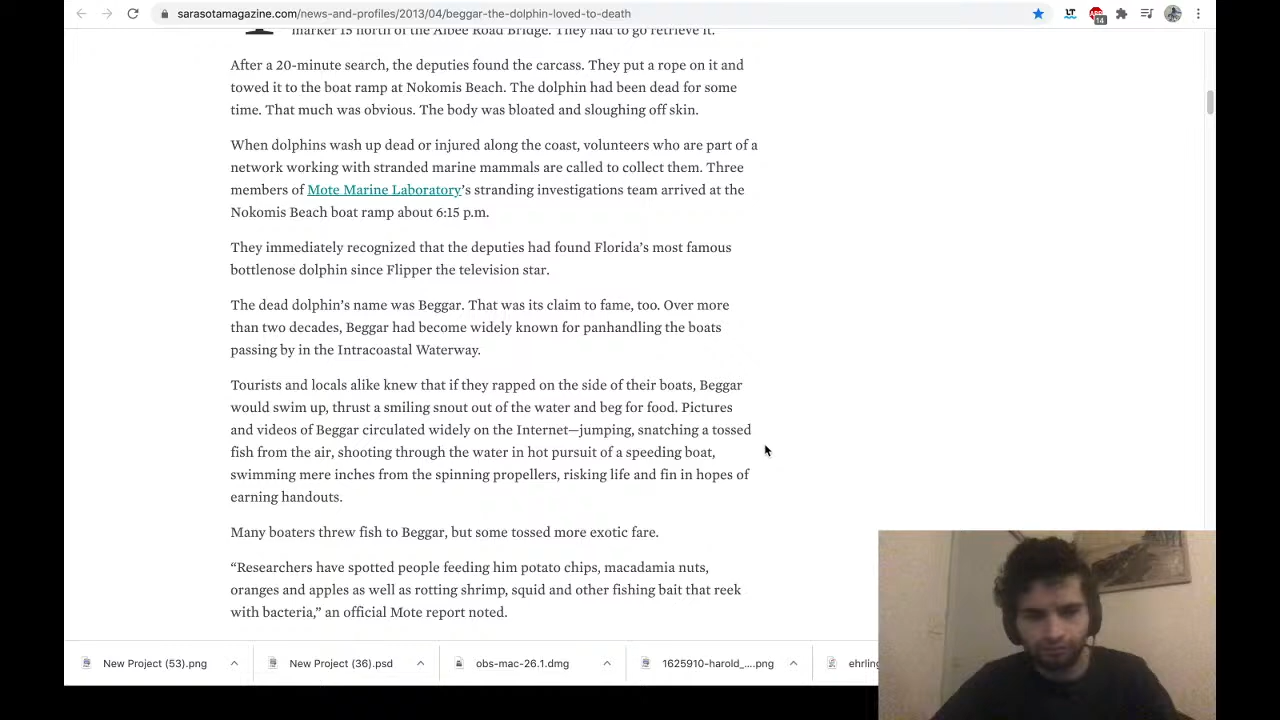 sarasotamagazine.com/news-and-profiles/2013/04/beggar-the-dolphin-loved-to-death
LT
14
marker 15 north of the Albee Road Bridge. They had to go retrieve it.
After a 20-minute search, the deputies found the carcass. They put a rope on it and
towed it to the boat ramp at Nokomis Beach. The dolphin had been dead for some
time. That much was obvious. The body was bloated and sloughing off skin.
When dolphins wash up dead or injured along the coast, volunteers who are part of a
network working with stranded marine mammals are called to collect them. Three
members of Mote Marine Laboratory’s stranding investigations team arrived at the
Nokomis Beach boat ramp about 6:15 p.m.
They immediately recognized that the deputies had found Florida’s most famous
bottlenose dolphin since Flipper the television star.
The dead dolphin’s name was Beggar. That was its claim to fame, too. Over more
than two decades, Beggar had become widely known for panhandling the boats
passing by in the Intracoastal Waterway.
Tourists and locals alike knew that if they rapped on the side of their boats, Beggar
would swim up, thrust a smiling snout out of the water and beg for food. Pictures
and videos of Beggar circulated widely on the Internet—jumping, snatching a tossed
fish from the air, shooting through the water in hot pursuit of a speeding boat,
swimming mere inches from the spinning propellers, risking life and fin in hopes of
earning handouts.
Many boaters threw fish to Beggar, but some tossed more exotic fare.
“Researchers have spotted people feeding him potato chips, macadamia nuts,
oranges and apples as well as rotting shrimp, squid and other fishing bait that reek
with bacteria,” an official Mote report noted.
New Project (53).png
New Project (36).psd
obs-mac-26.1.dmg
1625910-harold_....png
ehrling